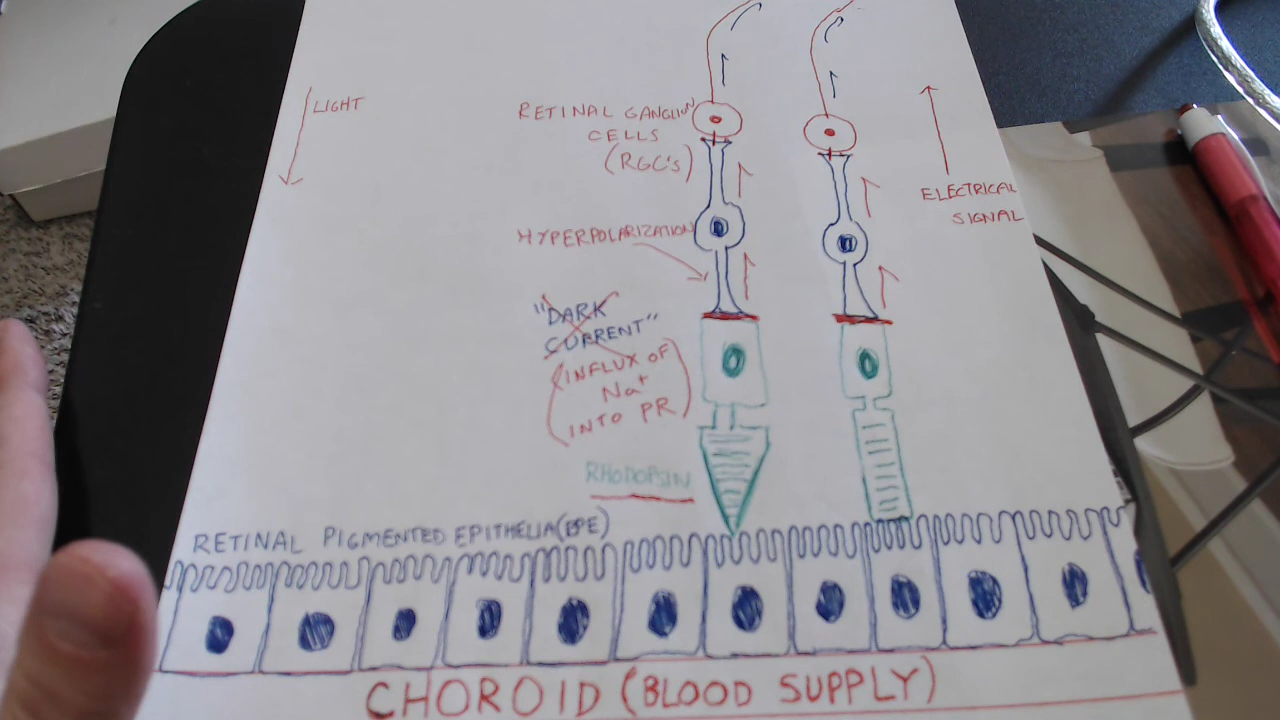 LIGHT
RETINAL GANGLION
CELLS
(RGC's)
ELECTRICAL
SIGNAL
HYPERPOLARIZATION
"DARK
CURRENT"
(INFLUX OF
Na+
INTO PR)
RHODOPSIN
RETINAL PIGMENTED EPITHELIA (RPE)
CHOROID (BLOOD SUPPLY)